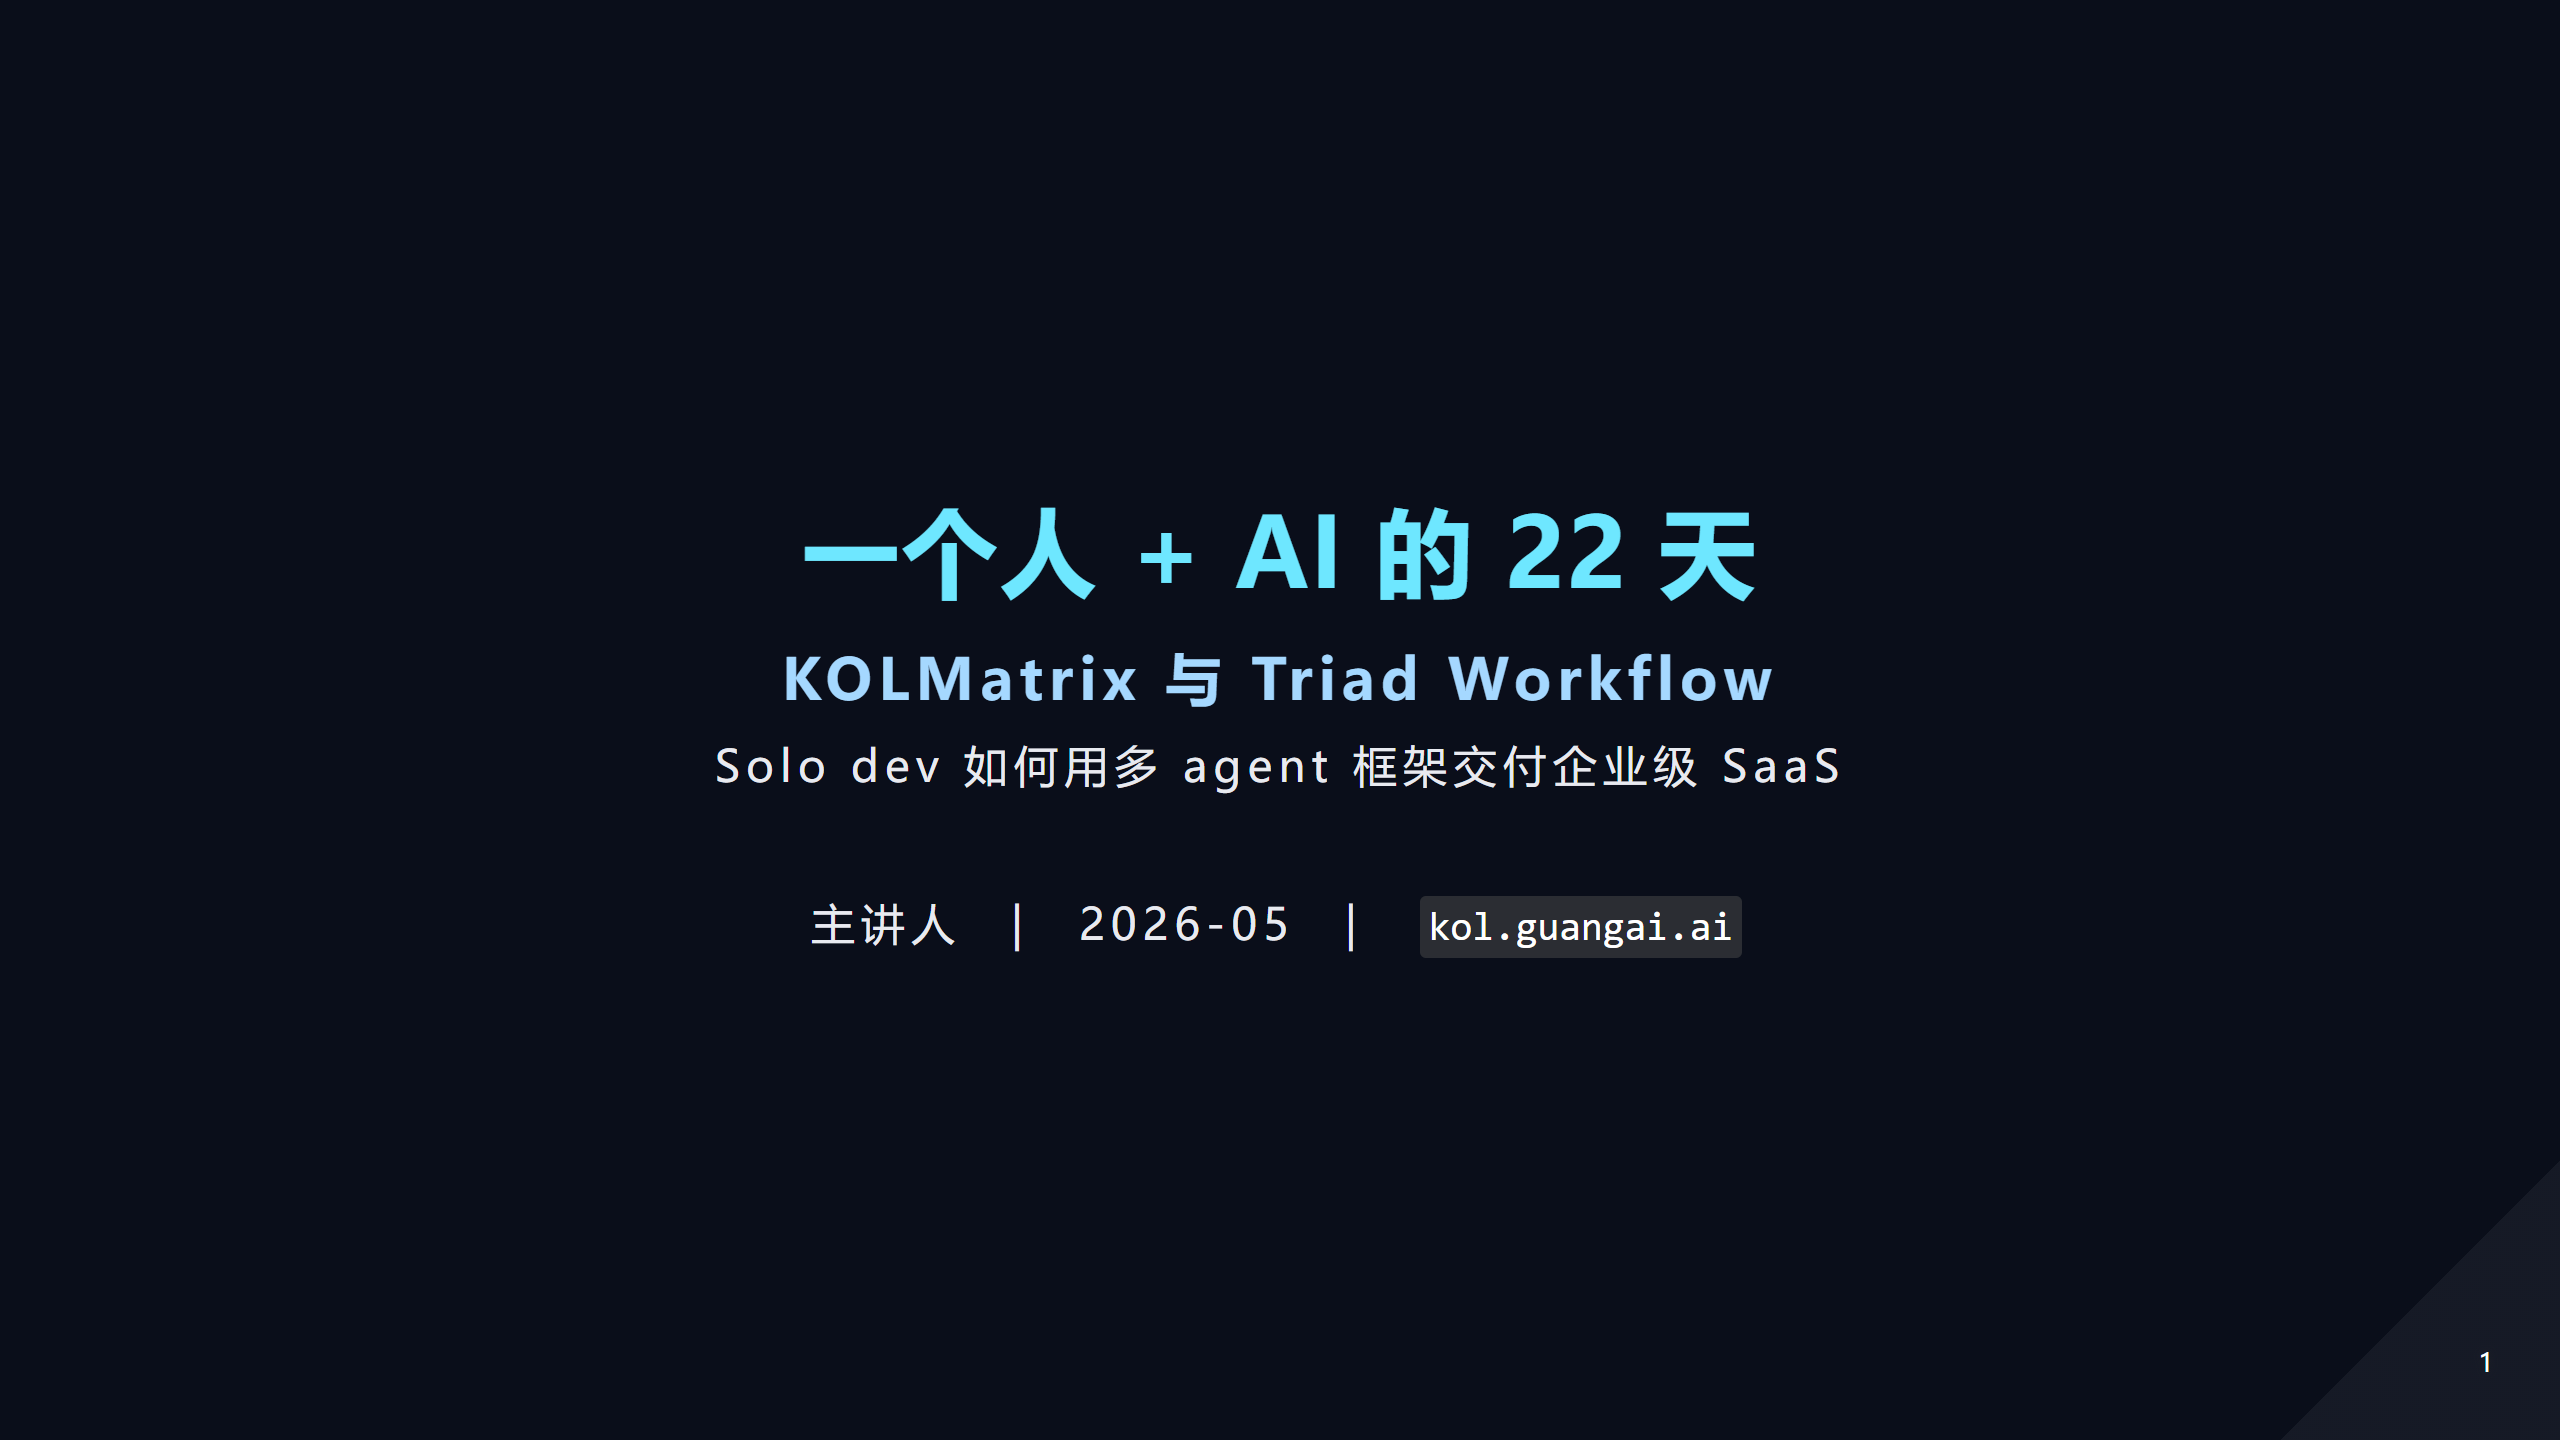 一个人 + AI 的 22 天
KOLMatrix 与 Triad Workflow
Solo dev 如何用多 agent 框架交付企业级 SaaS
主讲人 | 2026-05 | kol.guangai.ai
1